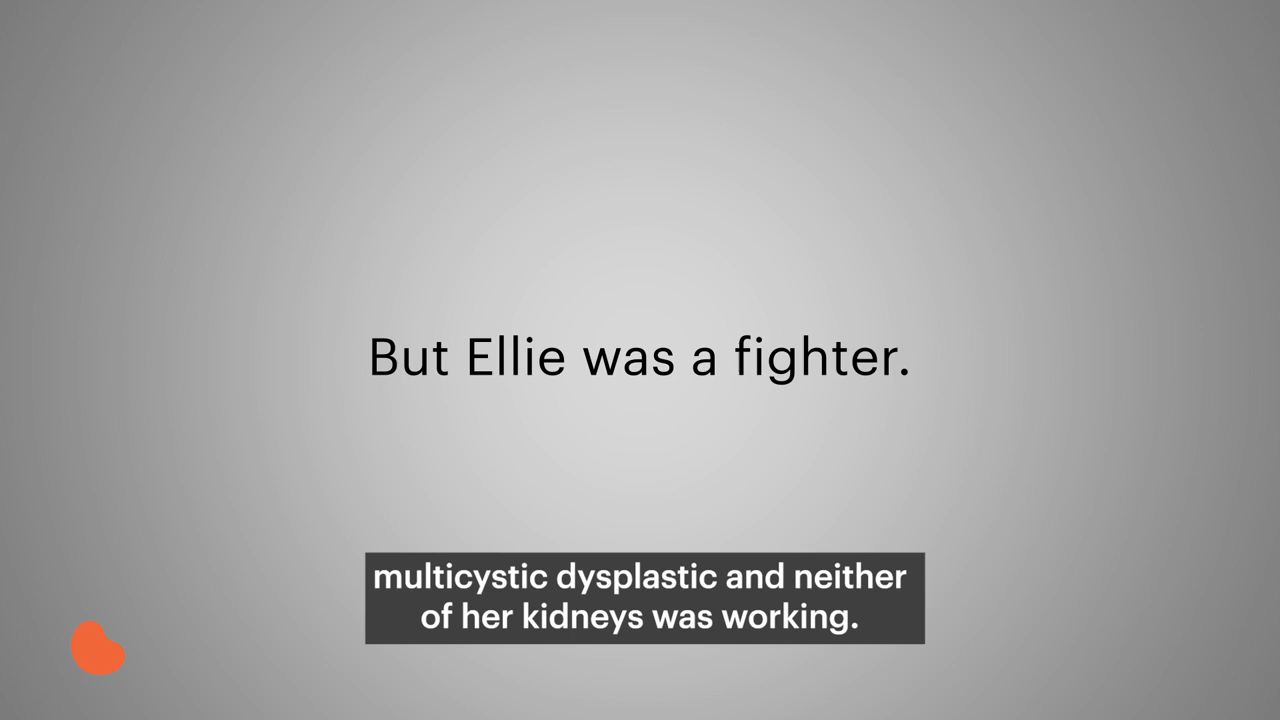 But Ellie was a fighter.
multicystic dysplastic and neither
of her kidneys was working.